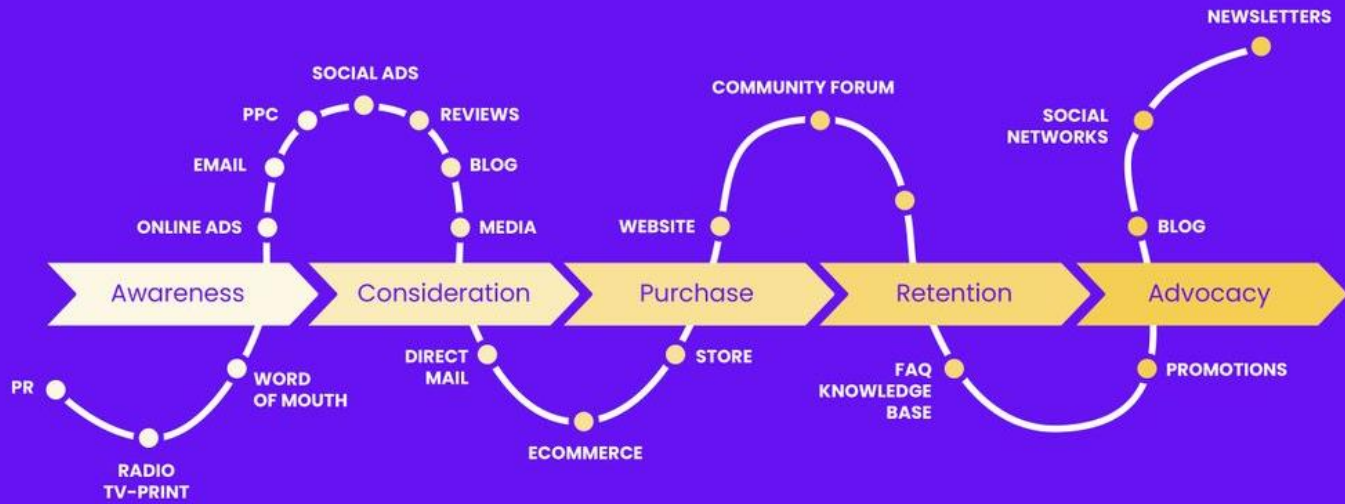 NEWSLETTERS
SOCIAL ADS
COMMUNITY FORUM
PPC
REVIEWS
SOCIAL
NETWORKS
EMAIL
BLOG
ONLINE ADS
MEDIA
WEBSITE
BLOG
Awareness
Consideration
Purchase
Retention
Advocacy
PR
WORD
OF MOUTH
RADIO
TV-PRINT
DIRECT
MAIL
STORE
ECOMMERCE
FAQ
KNOWLEDGE
BASE
PROMOTIONS